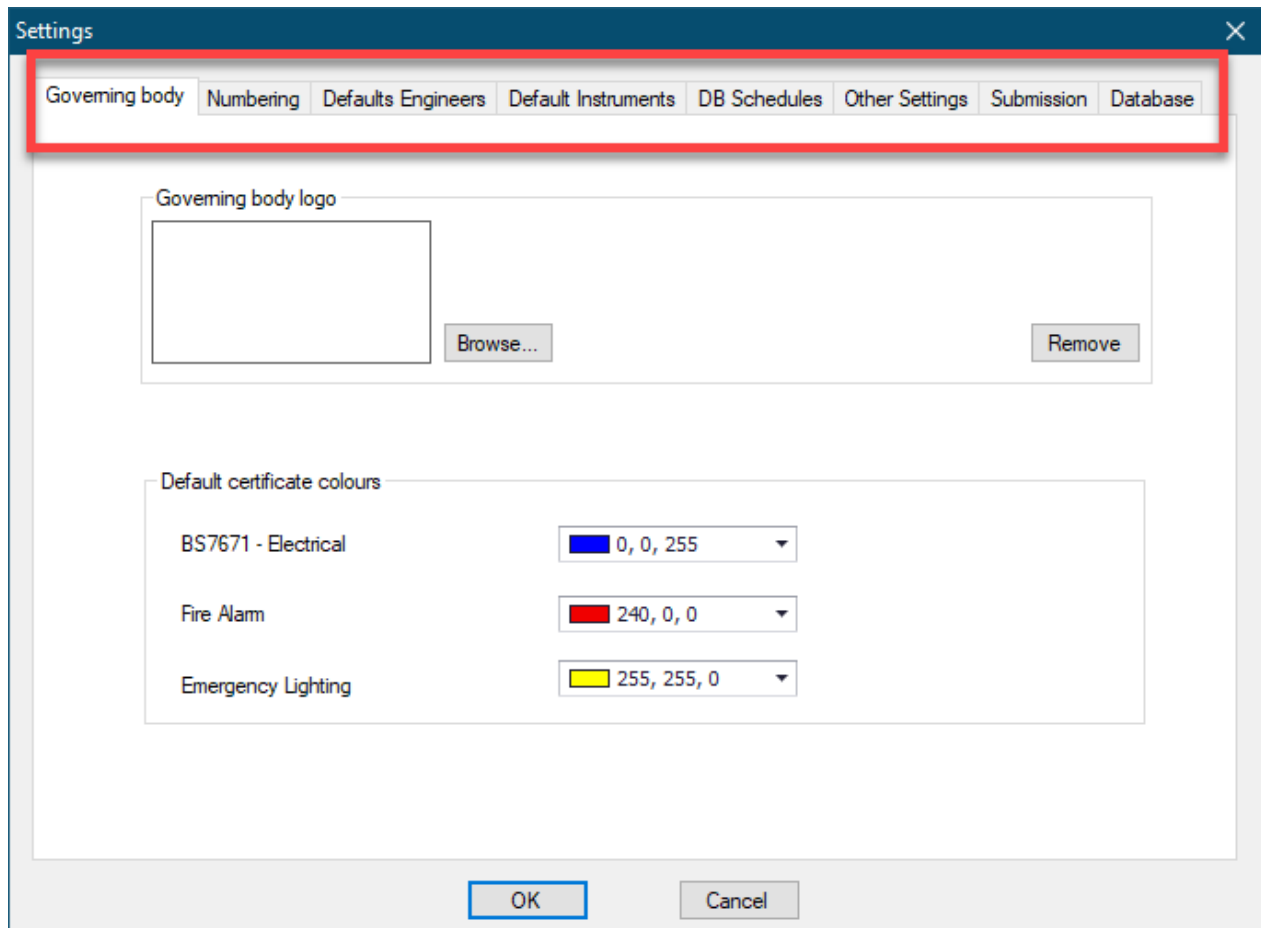 Settings
Governing body Numbering Defaults Engineers Default Instruments DB Schedules Other Settings Submission Database
Governing body logo
Browse... Remove
Default certificate colours
BS7671 - Electrical 0, 0, 255
Fire Alarm 240, 0, 0
Emergency Lighting 255, 255, 0
OK Cancel